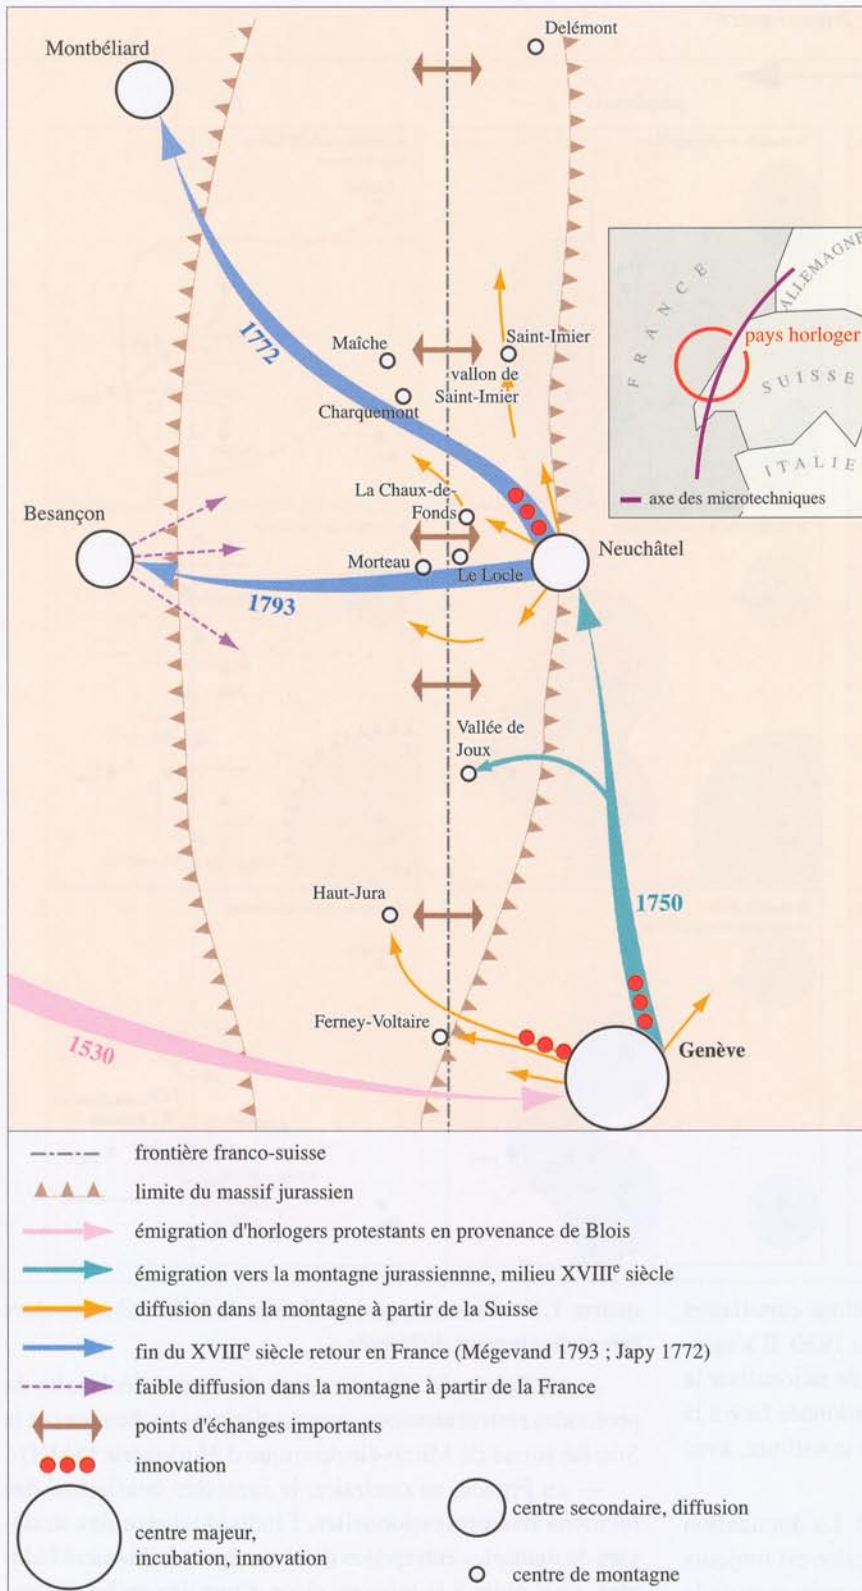 Delémont
Montbéliard
FRANCE
ALLEMAGNE
pays horloger
SUISSE
ITALIE
axe des microtechniques
1772
Maîche
Saint-Imier
vallon de
Saint-Imier
Charquemont
La Chaux-de-
Fonds
Besançon
Neuchâtel
Morteau
Le Locle
1793
Vallée de
Joux
Haut-Jura
1750
Ferney-Voltaire
1530
Genève
frontière franco-suisse
limite du massif jurassien
émigration d'horlogers protestants en provenance de Blois
émigration vers la montagne jurassiennne, milieu XVIIIe siècle
diffusion dans la montagne à partir de la Suisse
fin du XVIIIe siècle retour en France (Mégevand 1793 ; Japy 1772)
faible diffusion dans la montagne à partir de la France
points d'échanges importants
innovation
centre majeur,
incubation, innovation
centre secondaire, diffusion
centre de montagne